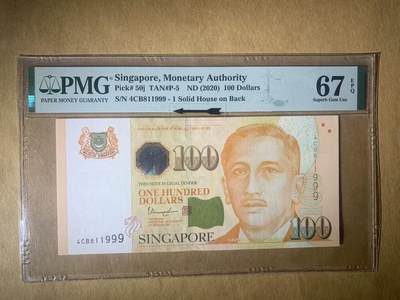 PMG
PAPER MONEY GUARANTY
Singapore, Monetary Authority
Pick# 50j TAN#P-5 ND (2020) 100 Dollars
S/N 4CB811999 - 1 Solid House on Back
67 EPQ
Superb Gem Unc
100
THIS NOTE IS LEGAL TENDER
ONE HUNDRED
DOLLARS
4CB811999
SINGAPORE
100
4CB811999